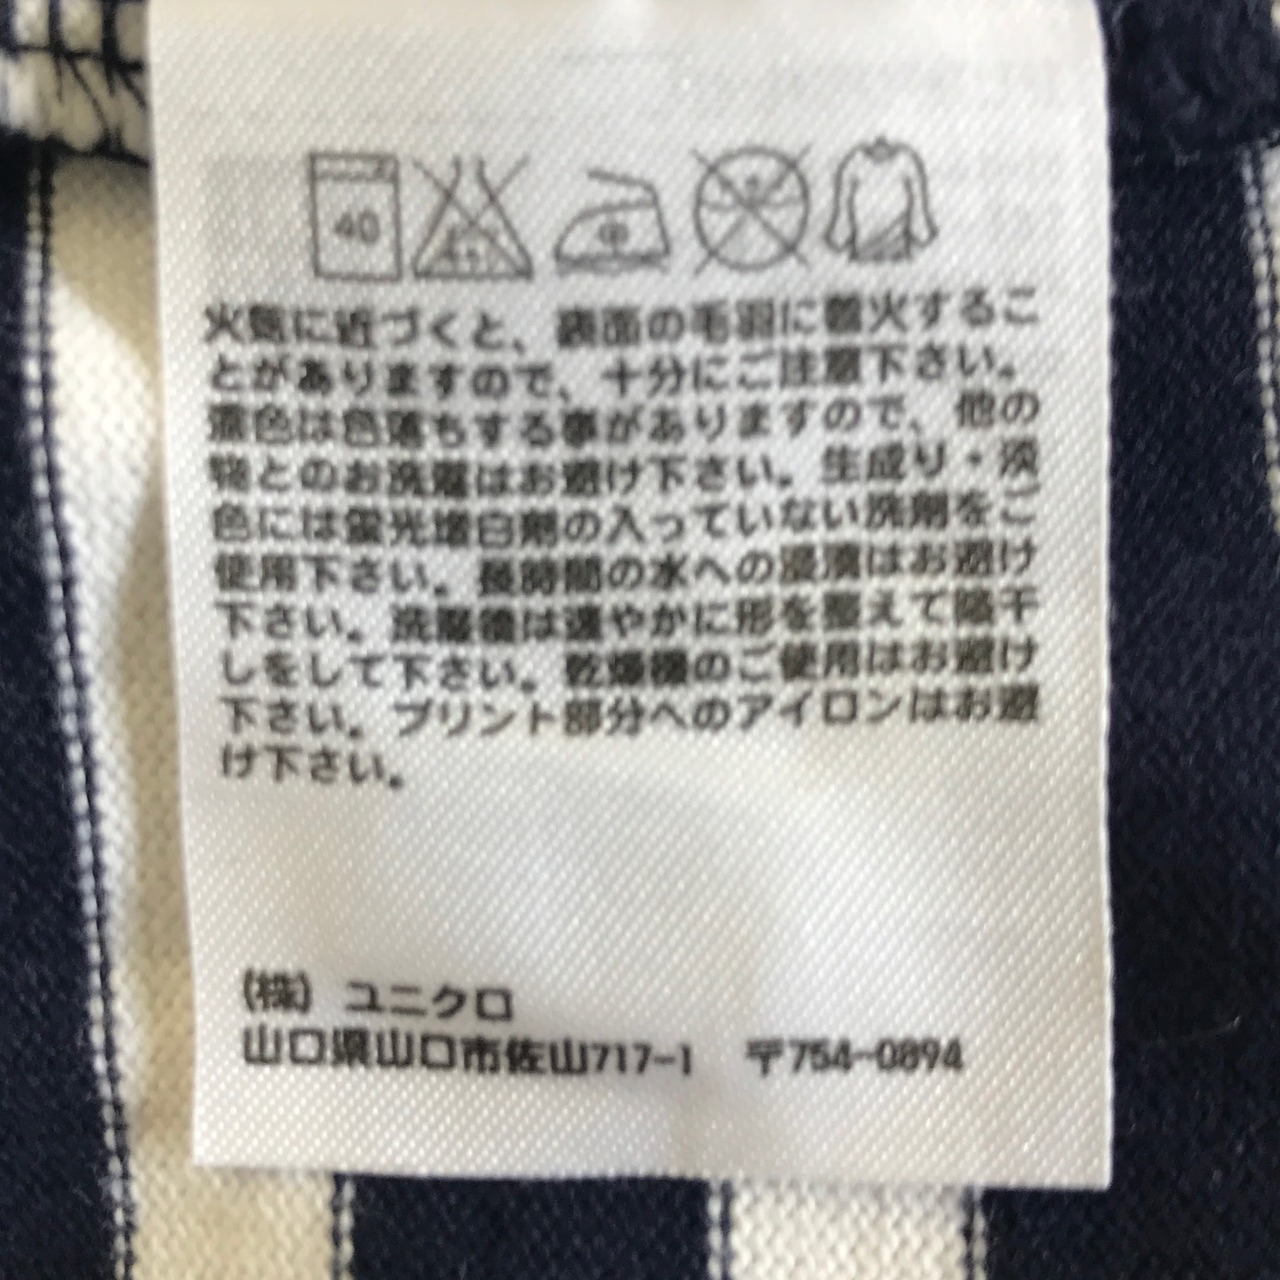 40
火気に近づくと、表面の毛羽に着火するこ
とがありますので、十分にご注意下さい。
濃色は色落ちする事がありますので、他の
物とのお洗濯はお避け下さい。生成り・淡
色には蛍光増白剤の入っていない洗剤をご
使用下さい。長時間の水への浸漬はお避け
下さい。洗濯後は速やかに形を整えて陰干
しをして下さい。乾燥機のご使用はお避け
下さい。プリント部分へのアイロンはお避
け下さい。
(株) ユニクロ
山口県山口市佐山717-1 〒754-0894